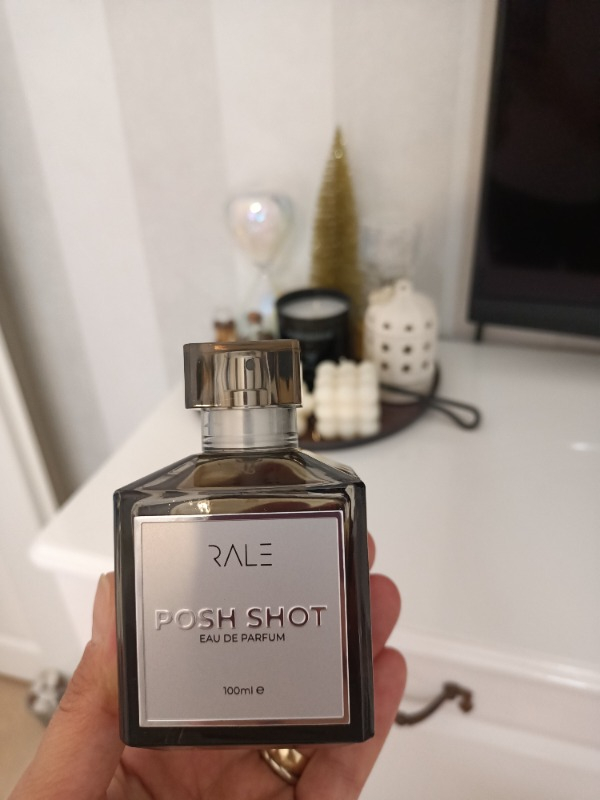 RALE
POSH SHOT
EAU DE PARFUM
100ml ℮